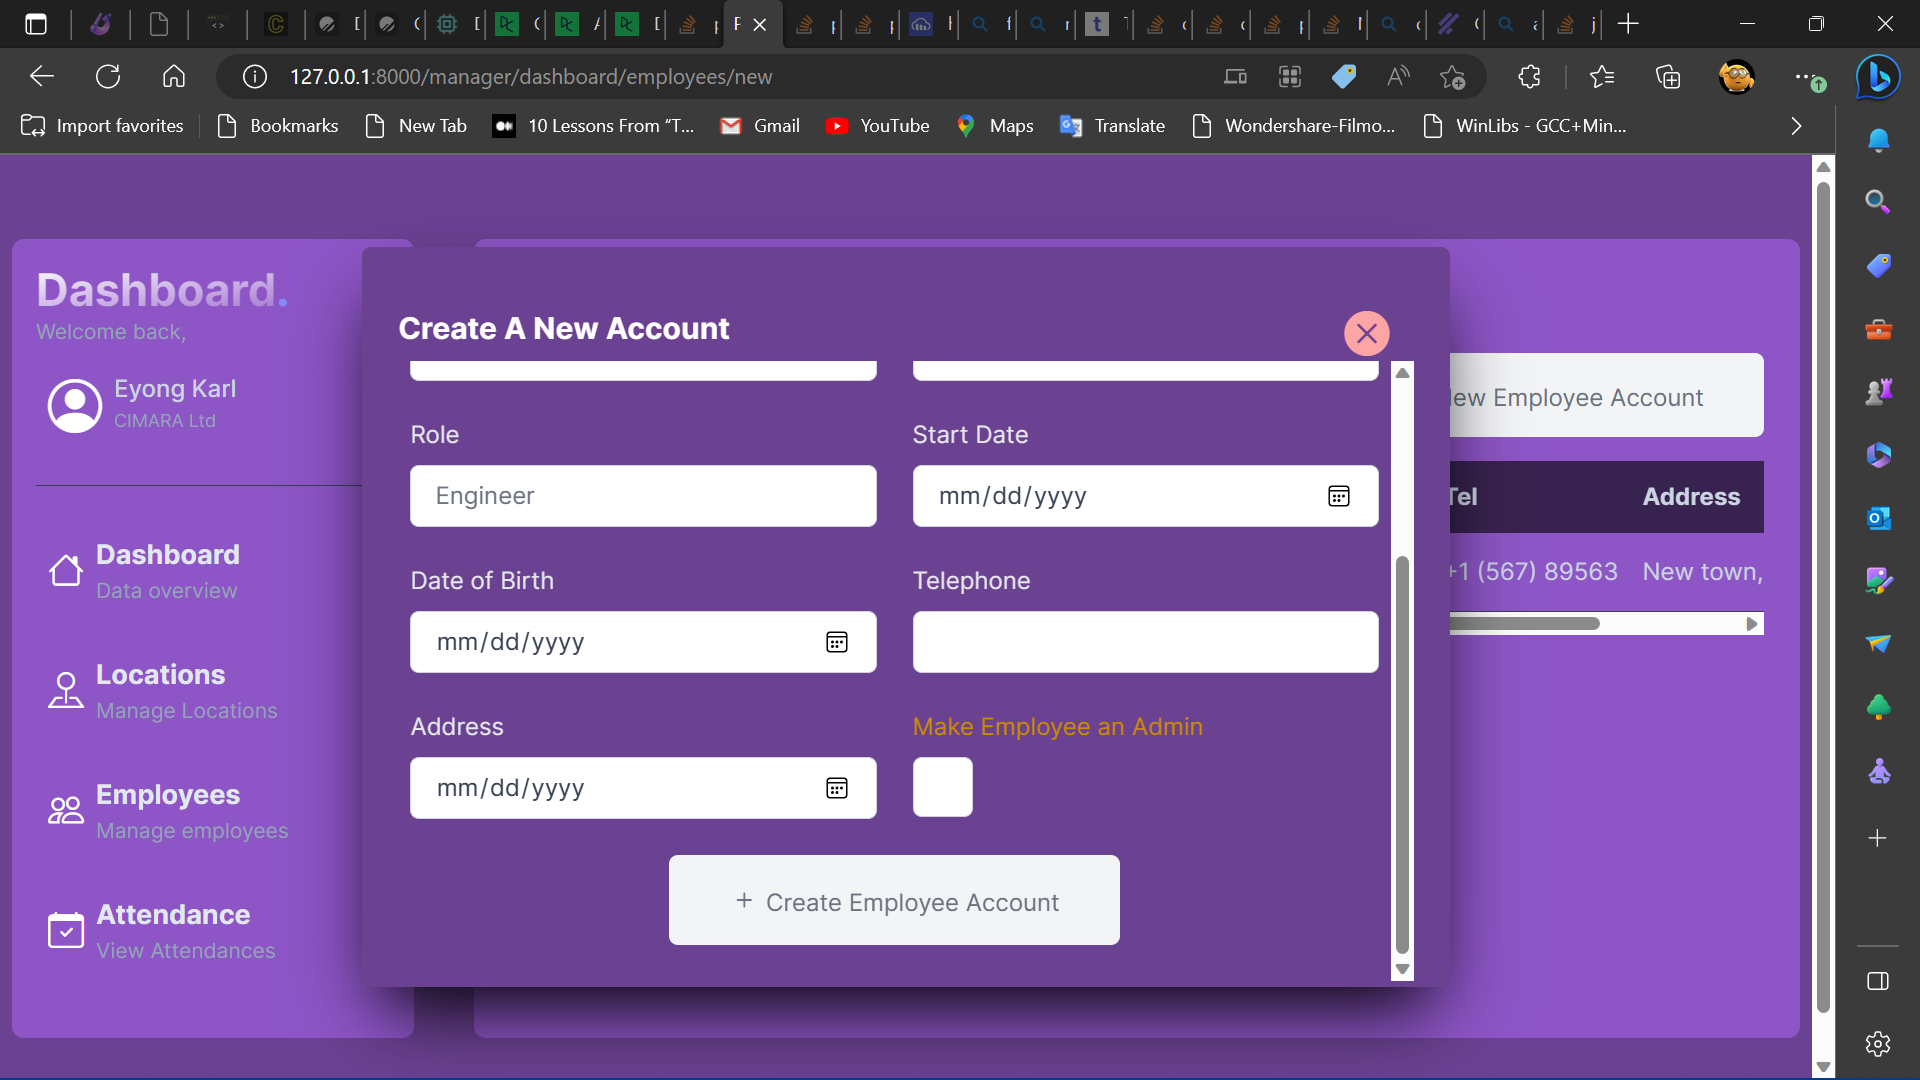 127.0.0.1:8000/manager/dashboard/employees/new
Import favorites
Bookmarks
New Tab
10 Lessons From “T...
Gmail
YouTube
Maps
Translate
Wondershare-Filmo...
WinLibs - GCC+Min...
Dashboard.
Welcome back,
Eyong Karl
CIMARA Ltd
Dashboard
Data overview
Locations
Manage Locations
Employees
Manage employees
Attendance
View Attendances
Create A New Account
Role
Start Date
Engineer
mm/dd/yyyy
Date of Birth
Telephone
mm/dd/yyyy
Address
Make Employee an Admin
mm/dd/yyyy
+ Create Employee Account
Employee Account
Tel
Address
+1 (567) 89563
New town,